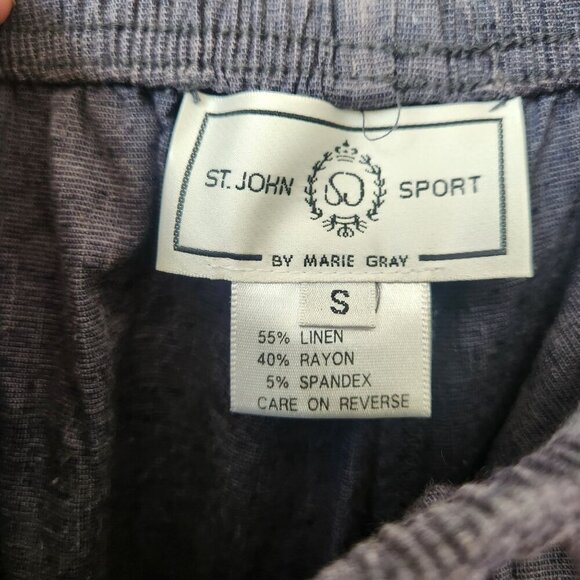 ST. JOHN SPORT
BY MARIE GRAY
S
55% LINEN
40% RAYON
5% SPANDEX
CARE ON REVERSE